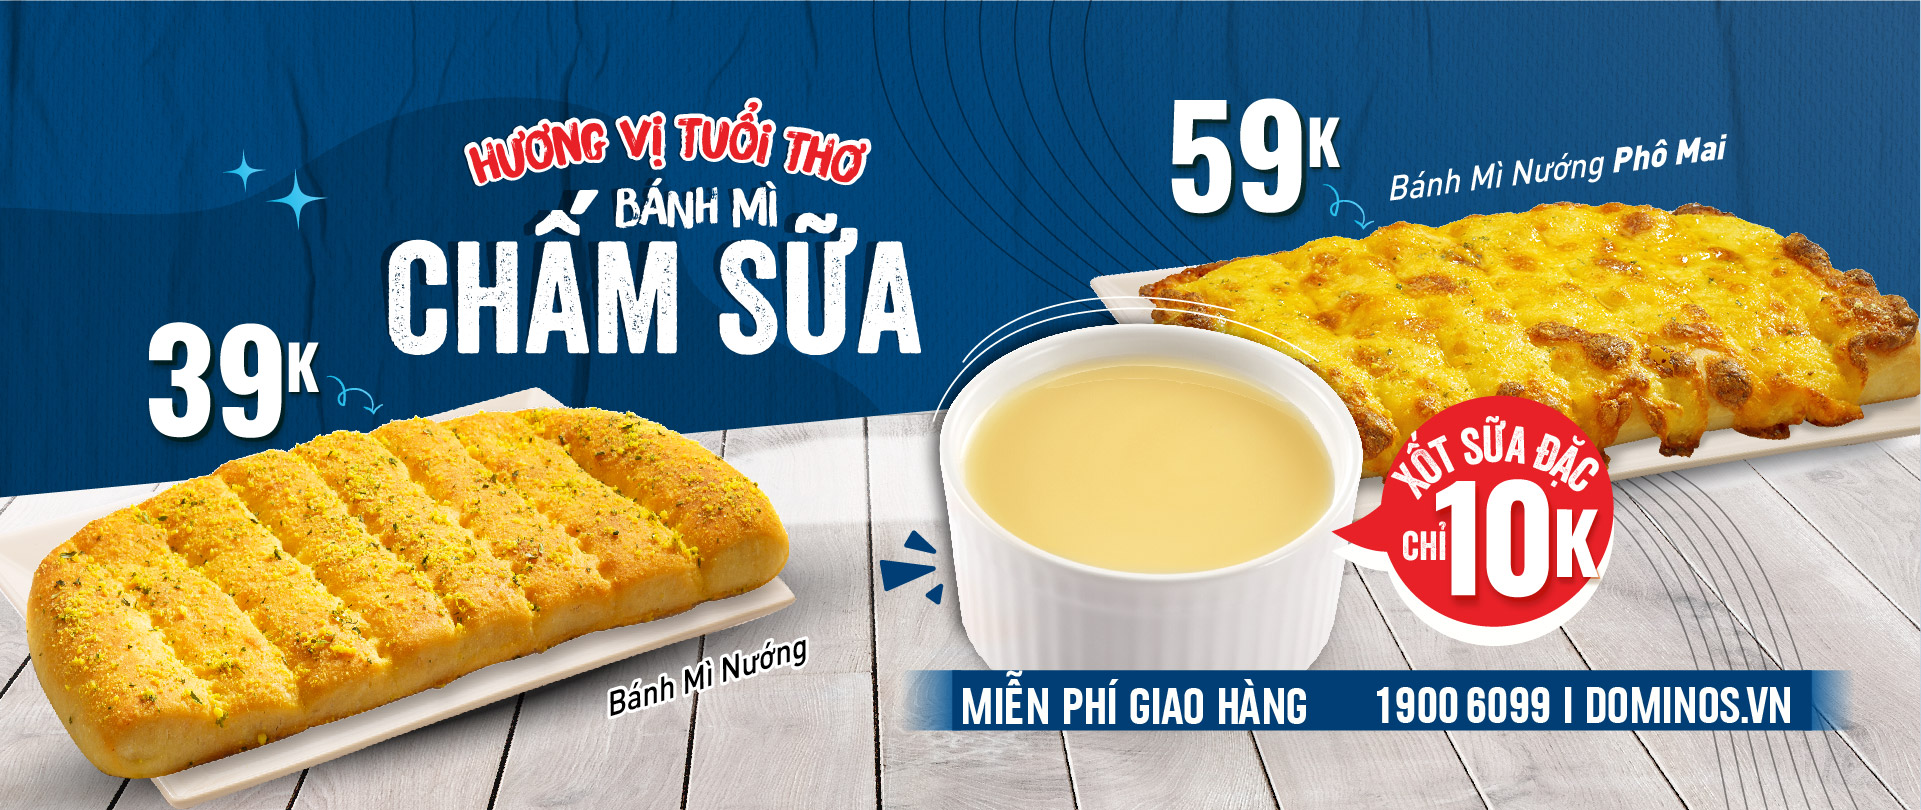 HƯƠNG VỊ TUỔI THƠ
BÁNH MÌ
CHẤM SỮA
39K
Bánh Mì Nướng
59K
Bánh Mì Nướng Phô Mai
XỐT SỮA ĐẶC
CHỈ 10K
MIỄN PHÍ GIAO HÀNG 1900 6099 I DOMINOS.VN